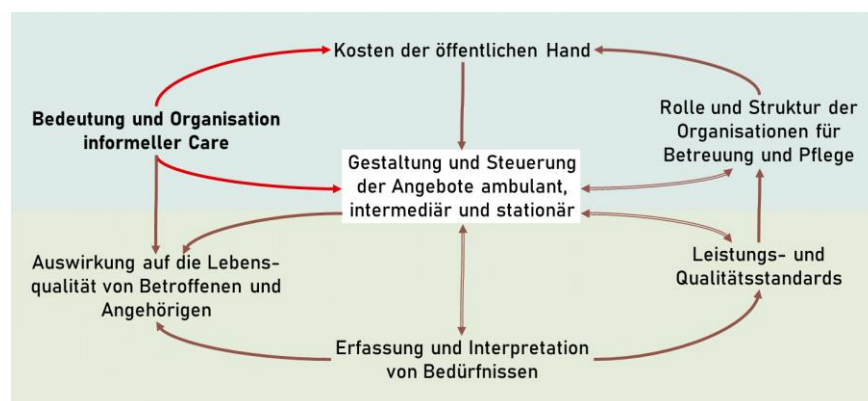 Kosten der öffentlichen Hand
Bedeutung und Organisation
informeller Care
Rolle und Struktur der
Organisationen für
Betreuung und Pflege
Gestaltung und Steuerung
der Angebote ambulant,
intermediär und stationär
Auswirkung auf die Lebens-
qualität von Betroffenen und
Angehörigen
Leistungs- und
Qualitätsstandards
Erfassung und Interpretation
von Bedürfnissen